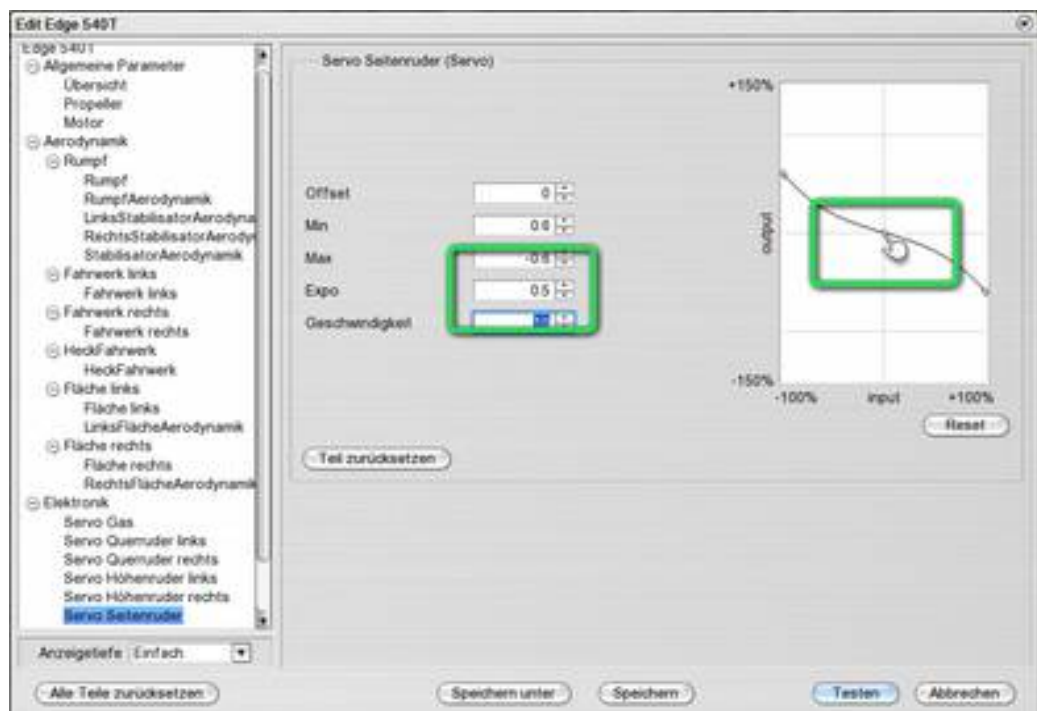 Edit Edge 540T
Edge 540T
Allgemeine Parameter
Übersicht
Propeller
Motor
Aerodynamik
Rumpf
Rumpf
RumpfAerodynamik
LinksStabilisatorAerodyna
RechtsStabilisatorAerody
StabilisatorAerodynamik
Fahrwerk links
Fahrwerk links
Fahrwerk rechts
Fahrwerk rechts
HeckFahrwerk
HeckFahrwerk
Fläche links
Fläche links
LinksFlächeAerodynamik
Fläche rechts
Fläche rechts
RechtsFlächeAerodynamik
Elektronik
Servo Gas
Servo Querruder links
Servo Querruder rechts
Servo Höhenruder links
Servo Höhenruder rechts
Servo Seitenruder
Anzeigetiefe Einfach
Servo Seitenruder (Servo)
Offset 0
Min 0.6
Max -0.6
Expo 0.5
Geschwindigkeit
Teil zurücksetzen
+150%
output
-150%
-100% input +100%
Reset
Alle Teile zurücksetzen
Speichern unter
Speichern
Testen
Abbrechen